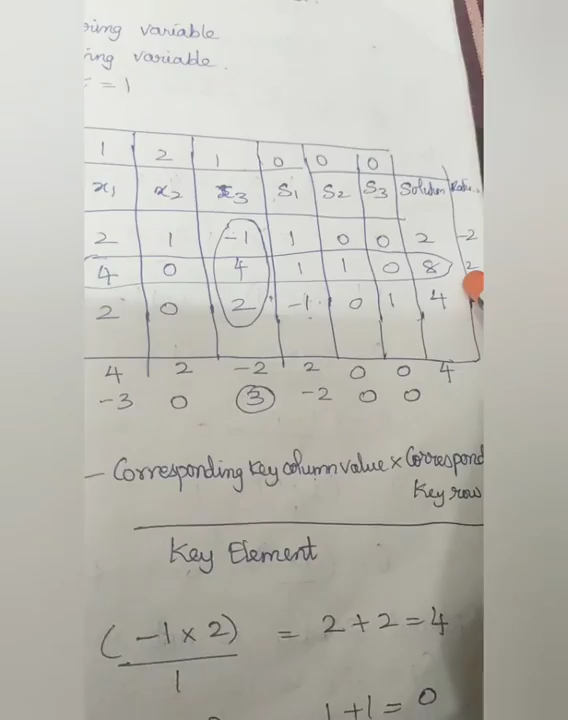 ring variable
ring variable.
= 1
1 2 1 0 0 0
x₁ x₂ x₃ S₁ S₂ S₃ Solution Ratio
2 1 -1 1 0 0 2 -2
4 0 4 1 1 0 8 2
2 0 2 -1 0 1 4
4 2 -2 2 0 0 4
-3 0 3 -2 0 0
- Corresponding key column value × Correspond
key row
Key Element
(-1 × 2) = 2 + 2 = 4
1
1 + 1 = 0